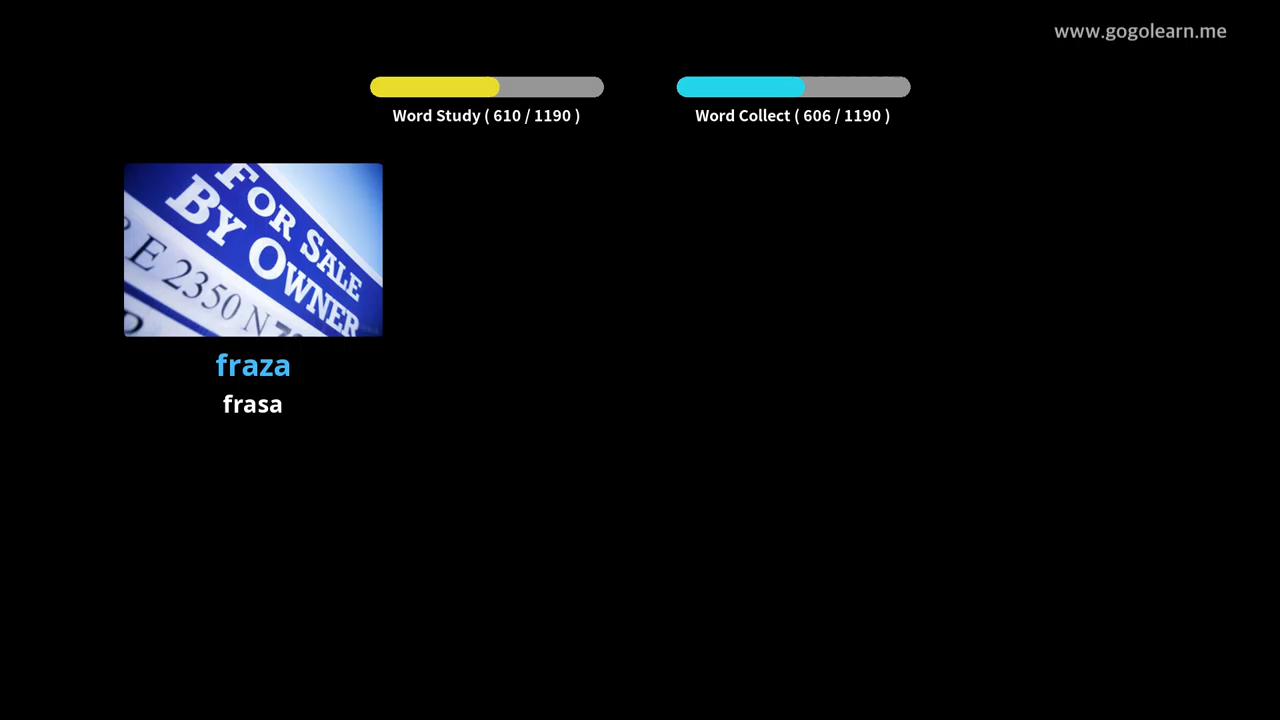 www.gogolearn.me
Word Study ( 610 / 1190 )
Word Collect ( 606 / 1190 )
FOR SALE
BY OWNER
E 2350 N
fraza
frasa